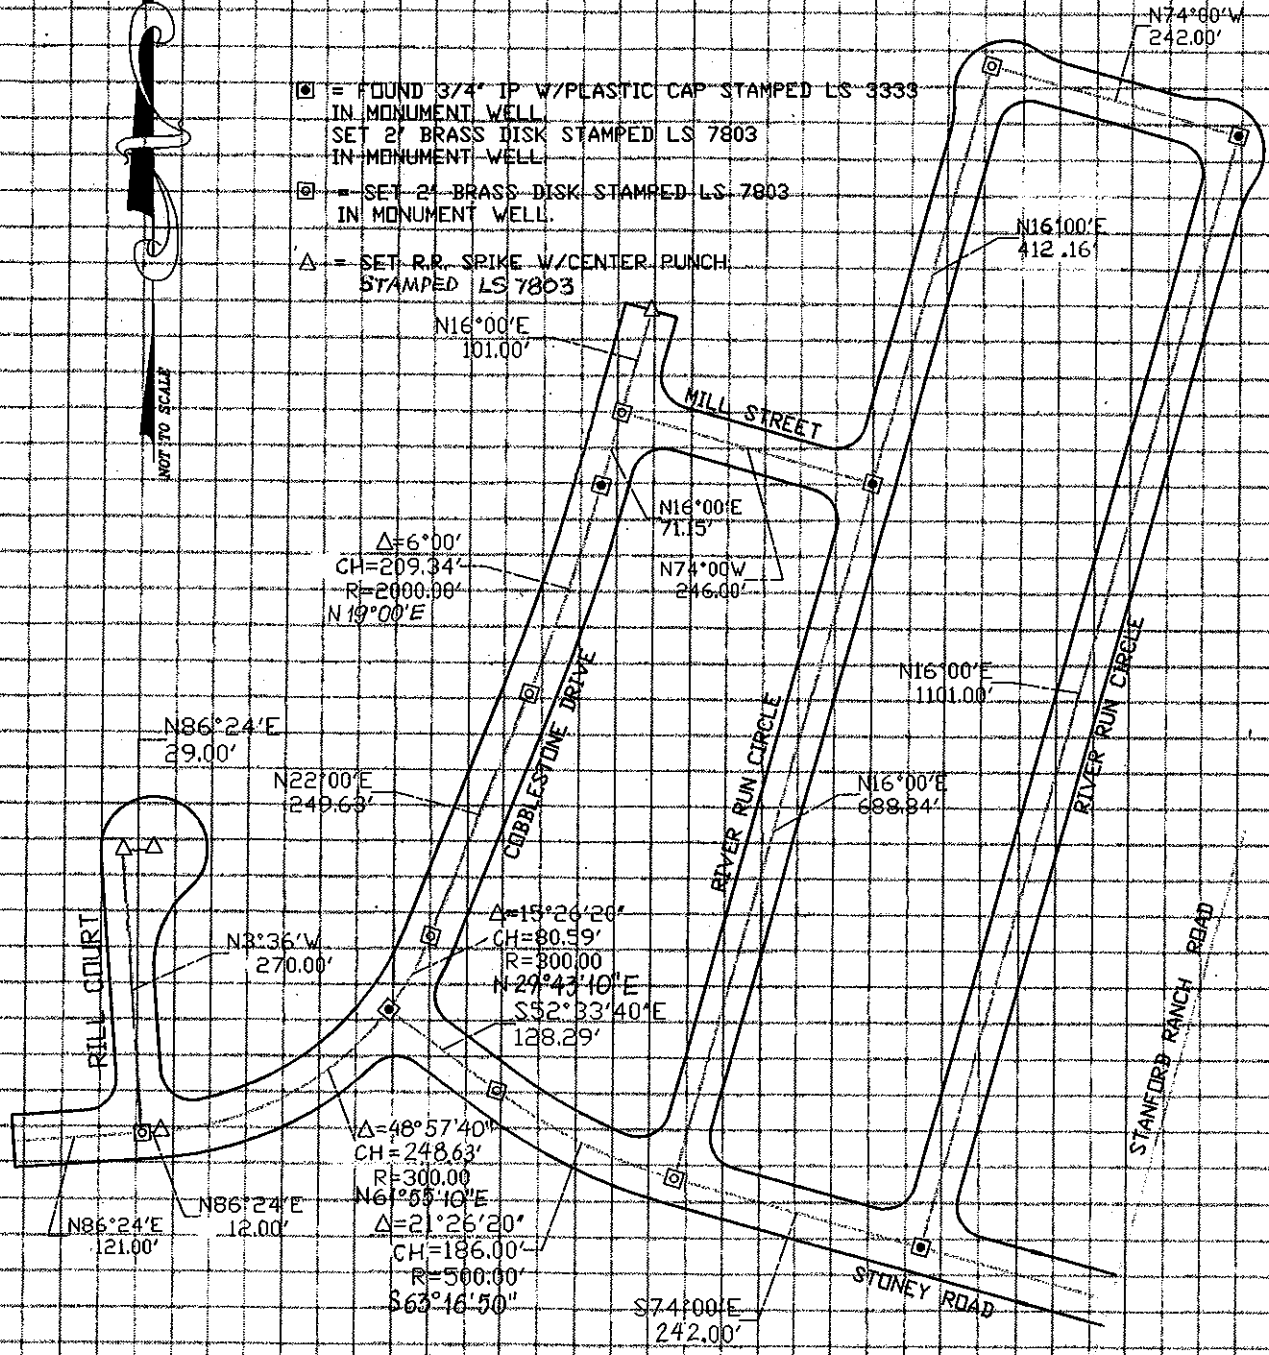 N74°00'W
242.00'
= FOUND 3/4" IP W/PLASTIC CAP STAMPED LS 3333
IN MONUMENT WELL
SET 2" BRASS DISK STAMPED LS 7803
IN MONUMENT WELL
= SET 2" BRASS DISK STAMPED LS 7803
IN MONUMENT WELL.
△ = SET R.R. SPIKE W/CENTER PUNCH
STAMPED LS 7803
NOT TO SCALE
N16°00'E
412.16'
N16°00'E
101.00'
MILL STREET
N16°00'E
71.15'
N74°00'W
246.00'
△=6°00'
CH=209.34'
R=2000.00'
N 19°00'E
COBBLESTONE DRIVE
RIVER RUN CIRCLE
N16°00'E
1101.00'
RIVER RUN CIRCLE
N86°24'E
29.00'
N22°00'E
249.63'
N16°00'E
688.84'
RILL COURT
N3°36'W
270.00'
△=15°26'20"
CH=80.59'
R=300.00
N 29°43'10"E
S52°33'40"E
128.29'
STANFORD RANCH ROAD
△=48°57'40"
CH=248.63'
R=300.00
N61°55'10"E
△=21°26'20"
CH=186.00'
R=500.00'
S63°16'50"
N86°24'E
12.00'
N86°24'E
121.00'
STONEY ROAD
S74°00'E
242.00'